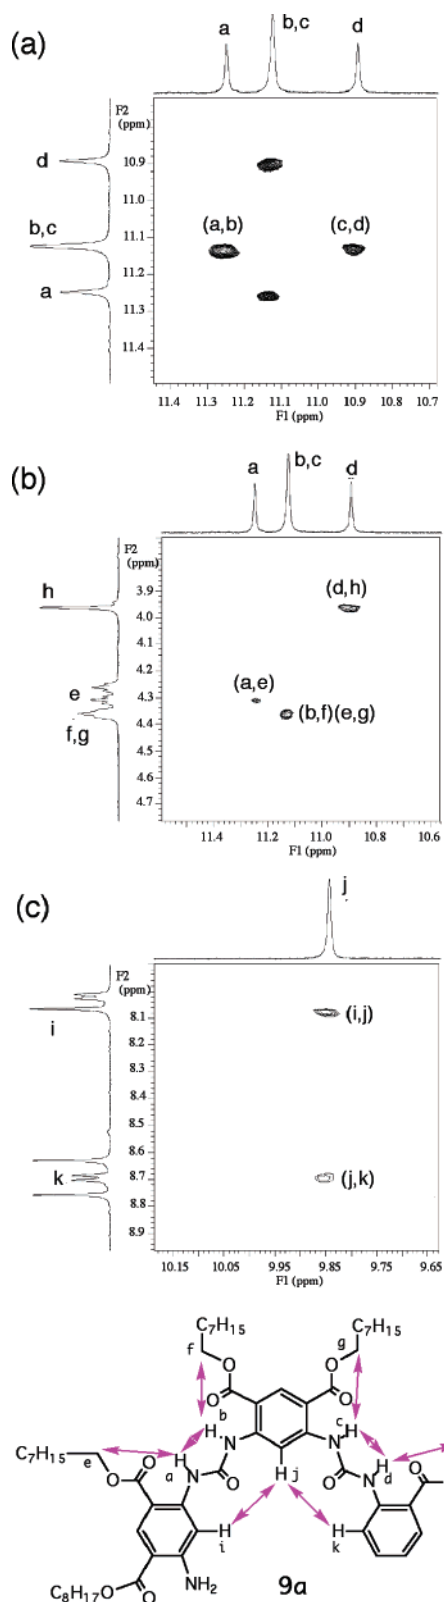 (a)
a
b,c
d
F2
(ppm)
d
10.9
11.0
b,c
11.1
(a,b)
(c,d)
11.2
a
11.3
11.4
11.4 11.3 11.2 11.1 11.0 10.9 10.8 10.7
F1 (ppm)
(b)
a
b,c
d
F2
(ppm)
h
3.9
4.0
(d,h)
4.1
4.2
e
4.3
(a,e)
f,g
4.4
(b,f)(e,g)
4.5
4.6
4.7
11.4 11.2 11.0 10.8 10.6
F1 (ppm)
(c)
j
F2
(ppm)
i
8.1
(i,j)
8.2
8.3
8.4
8.5
8.6
k
8.7
(j,k)
8.8
8.9
10.15 10.05 9.95 9.85 9.75 9.65
F1 (ppm)
C₇H₁₅ C₇H₁₅
f g
O O
O O
b c
H H
C₇H₁₅ H N N H
e O a N d
O O N O
O H j
H H
i k
O
C₈H₁₇O NH₂ 9a